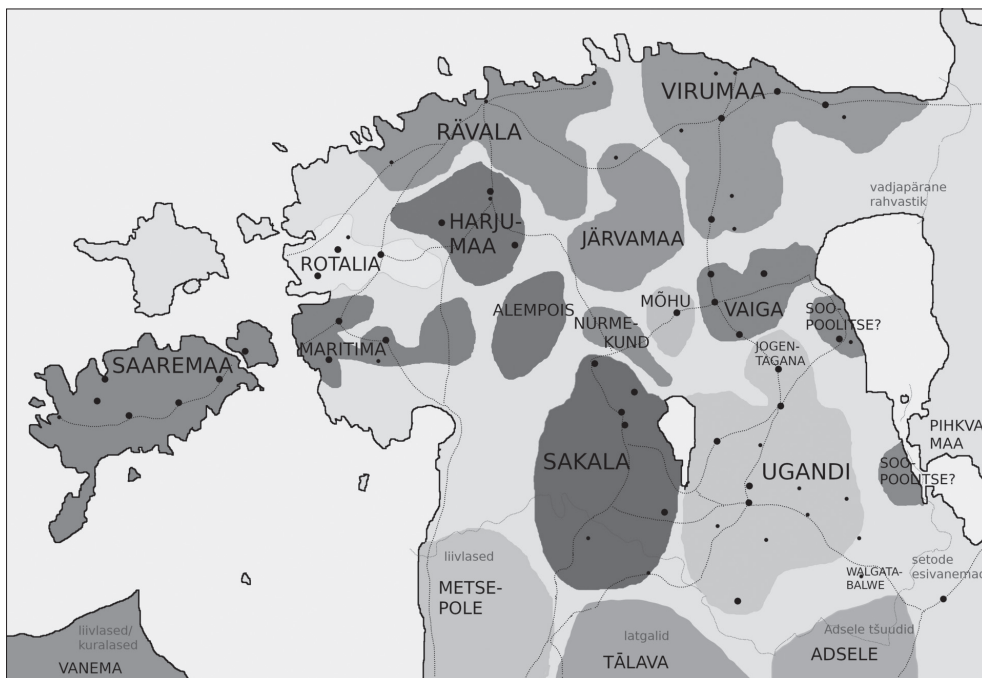 VIRUMAA
RÄVALA
vadjapärane
rahvastik
HARJU-
MAA
JÄRVAMAA
ROTALIA
MÕHU
ALEMPOIS
VAIGA
SOO-
POOLITSE?
NURME-
KUND
MARITIMA
JOGEN-
TAGANA
SAAREMAA
PIHKVA
MAA
SAKALA
UGANDI
SOO-
POOLITSE?
liivlased
METSE-
POLE
WALGATA-
BALWE
setode
esivanemad
liivlased/
kuralased
VANEMA
latgalid
TĀLAVA
Adsele tšuudid
ADSELE